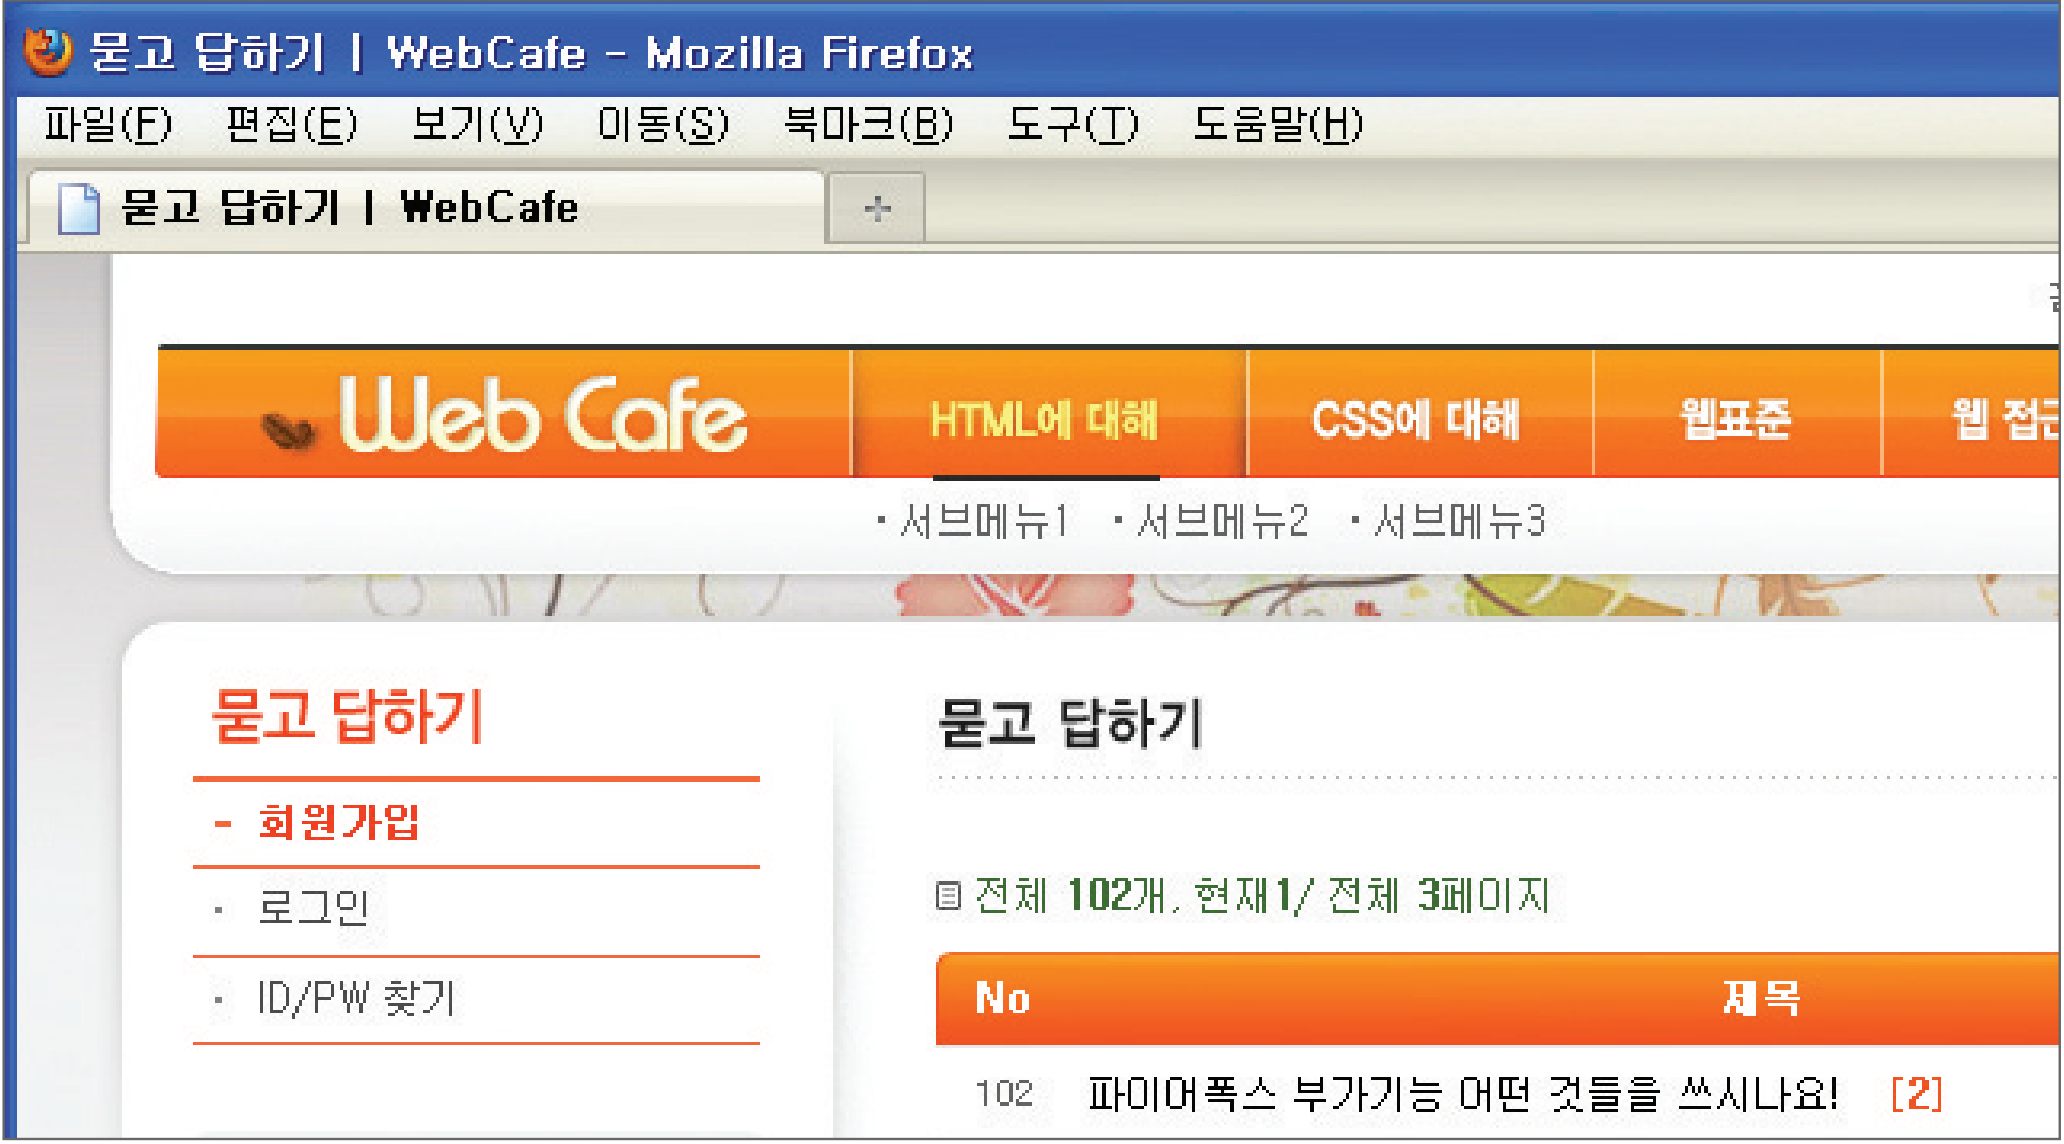 묻고 답하기 | WebCafe - Mozilla Firefox
파일(F) 편집(E) 보기(V) 이동(S) 북마크(B) 도구(T) 도움말(H)
묻고 답하기 | WebCafe
Web Cafe HTML에 대해 CSS에 대해 웹표준 웹
· 서브메뉴1 · 서브메뉴2 · 서브메뉴3
묻고 답하기
- 회원가입
· 로그인
· ID/PW 찾기
묻고 답하기
전체 102개, 현재1/ 전체 3페이지
No 제목
102 파이어폭스 부가기능 어떤 것들을 쓰시나요! [2]